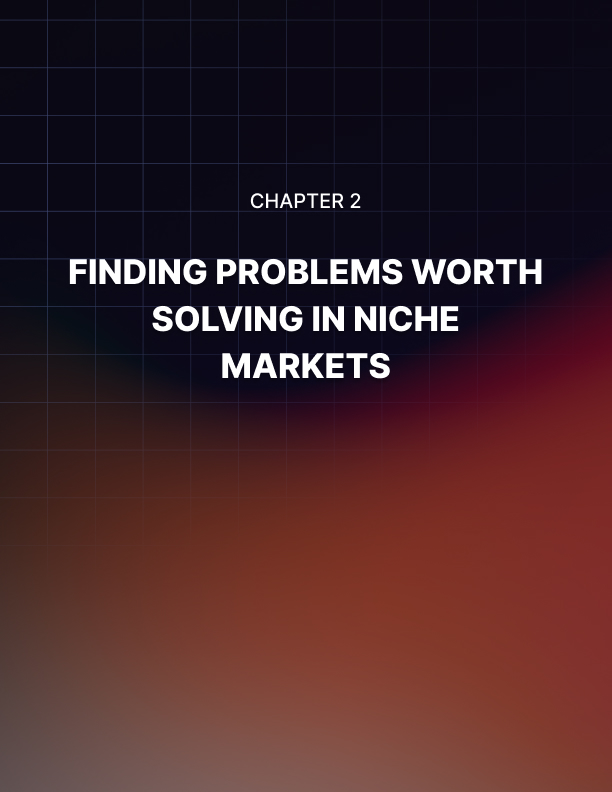 CHAPTER 2
FINDING PROBLEMS WORTH
SOLVING IN NICHE
MARKETS